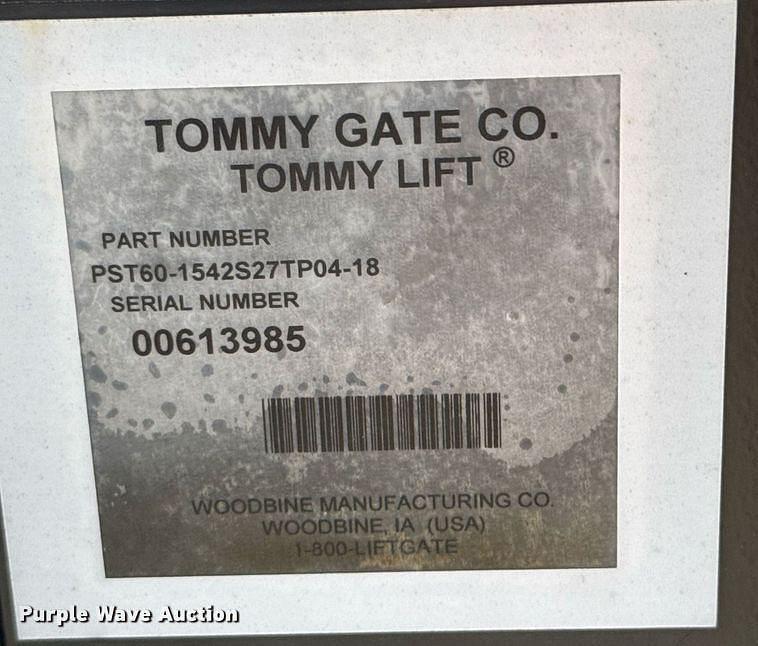 TOMMY GATE CO.
TOMMY LIFT ®
PART NUMBER
PST60-1542S27TP04-18
SERIAL NUMBER
00613985
WOODBINE MANUFACTURING CO.
WOODBINE, IA (USA)
1-800-LIFTGATE
Purple Wave Auction